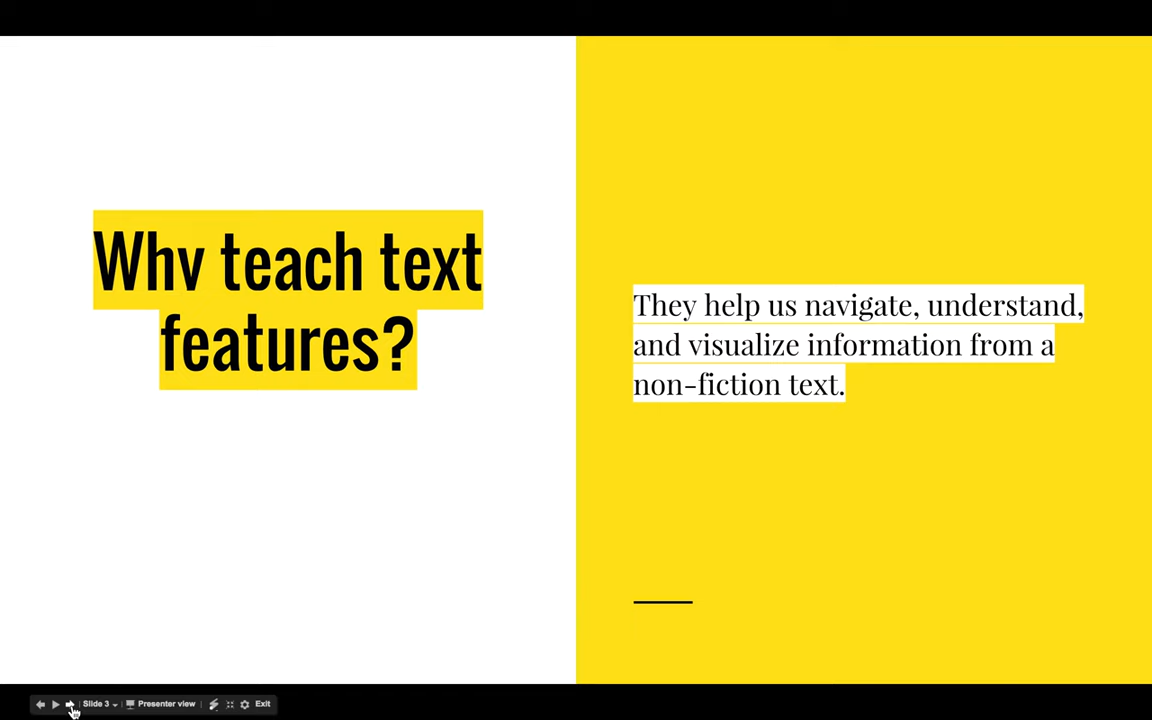 Why teach text
features?
They help us navigate, understand,
and visualize information from a
non-fiction text.
Slide 3
Presenter view
Exit